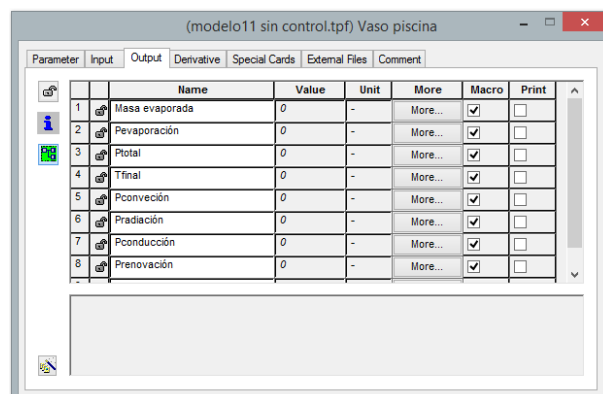 (modelo11 sin control.tpf) Vaso piscina
Parameter Input Output Derivative Special Cards External Files Comment
Name Value Unit More Macro Print
1 Masa evaporada 0 - More...
2 Pevaporación 0 - More...
3 Ptotal 0 - More...
4 Tfinal 0 - More...
5 Pconveción 0 - More...
6 Pradiación 0 - More...
7 Pconducción 0 - More...
8 Prenovación 0 - More...